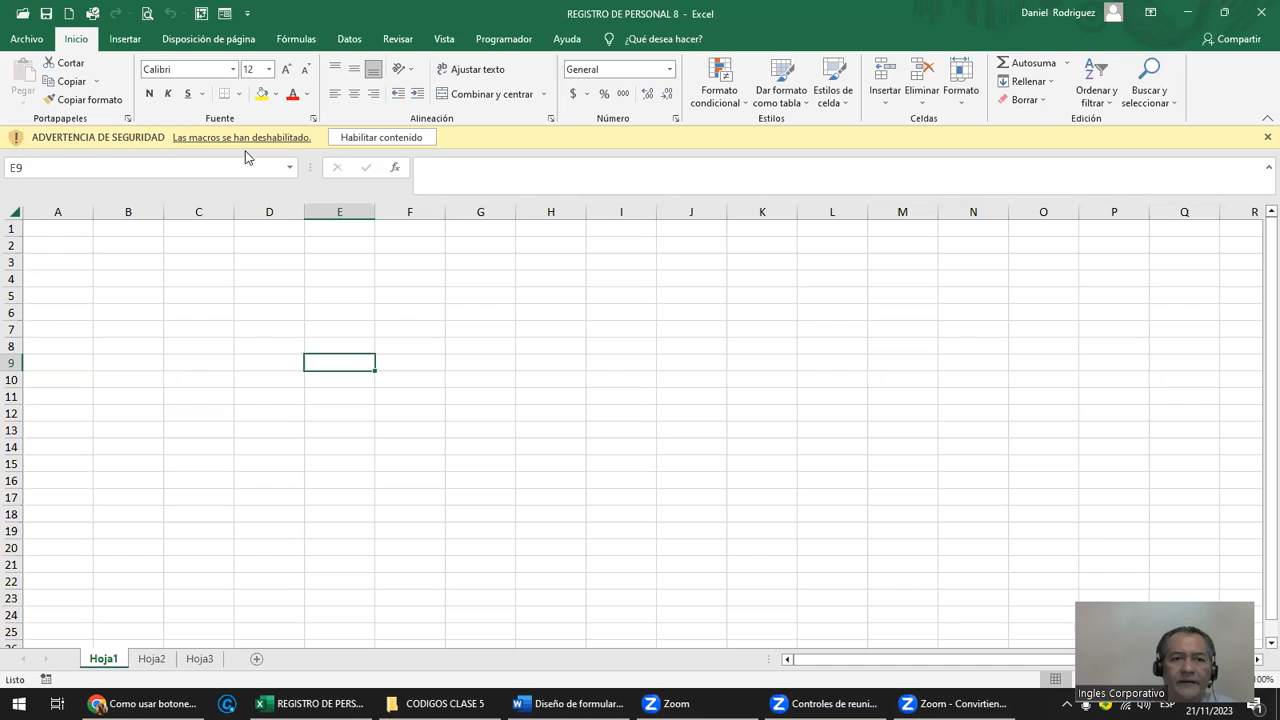 REGISTRO DE PERSONAL 8 - Excel
Daniel Rodriguez
Archivo Inicio Insertar Disposición de página Fórmulas Datos Revisar Vista Programador Ayuda ¿Qué desea hacer? Compartir
Pegar
Cortar
Copiar
Copiar formato
Portapapeles
Calibri 12
N K S
Fuente
Ajustar texto
Combinar y centrar
Alineación
General
$ % 000
Número
Formato condicional
Dar formato como tabla
Estilos de celda
Estilos
Insertar Eliminar Formato
Celdas
Autosuma
Rellenar
Borrar
Ordenar y filtrar
Buscar y seleccionar
Edición
ADVERTENCIA DE SEGURIDAD Las macros se han deshabilitado. Habilitar contenido
E9 fx
A B C D E F G H I J K L M N O P Q R
1
2
3
4
5
6
7
8
9
10
11
12
13
14
15
16
17
18
19
20
21
22
23
24
25
Hoja1 Hoja2 Hoja3
Listo
100%
Ingles Corporativo
Como usar botone... REGISTRO DE PERS... CODIGOS CLASE 5 Diseño de formular... Zoom Controles de reuni... Zoom - Convirtien... ESP
21/11/2023